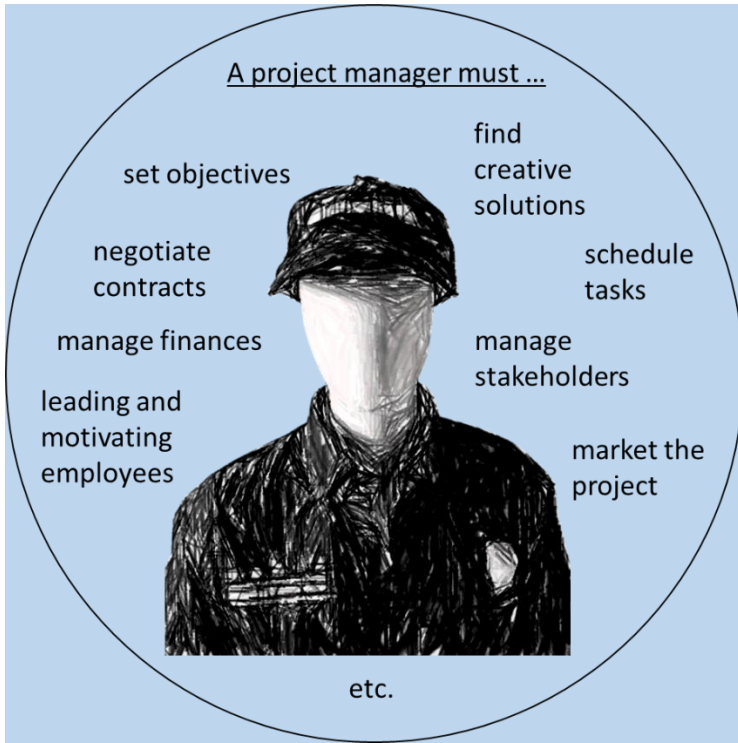 A project manager must ...
set objectives
negotiate
contracts
manage finances
leading and
motivating
employees
find
creative
solutions
schedule
tasks
manage
stakeholders
market the
project
etc.